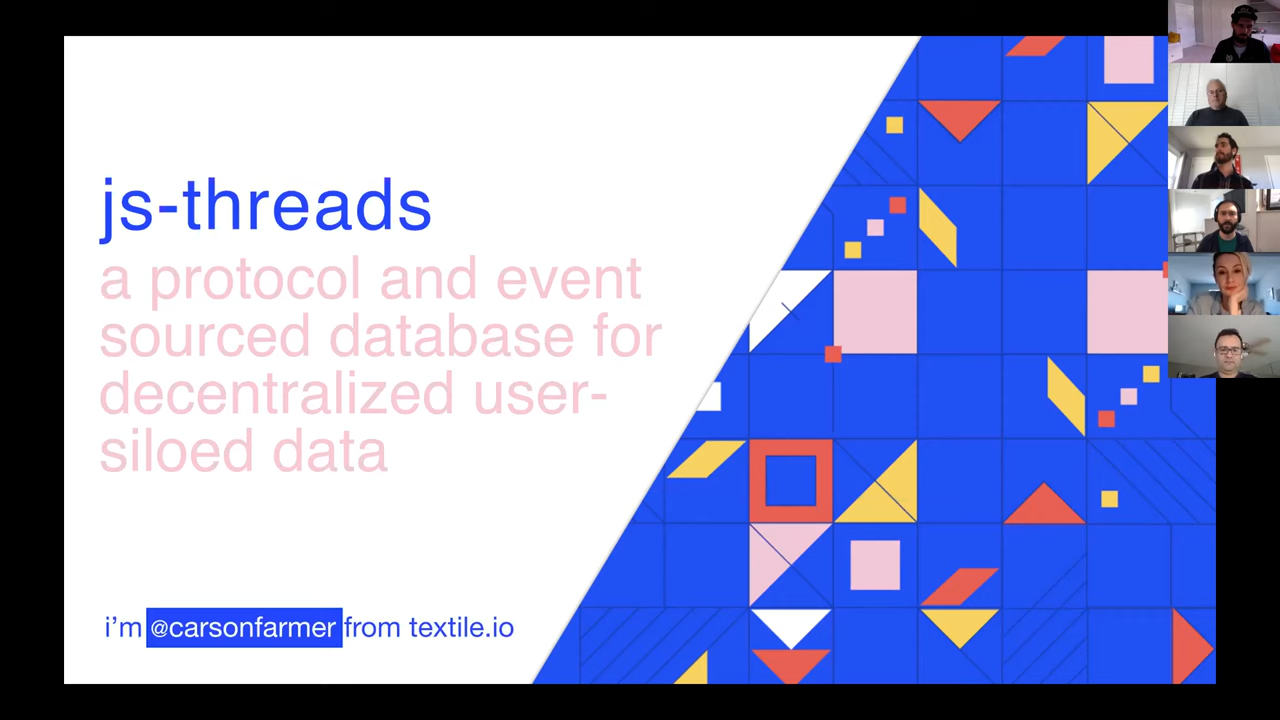 js-threads
a protocol and event
sourced database for
decentralized user-
siloed data
i'm @carsonfarmer from textile.io